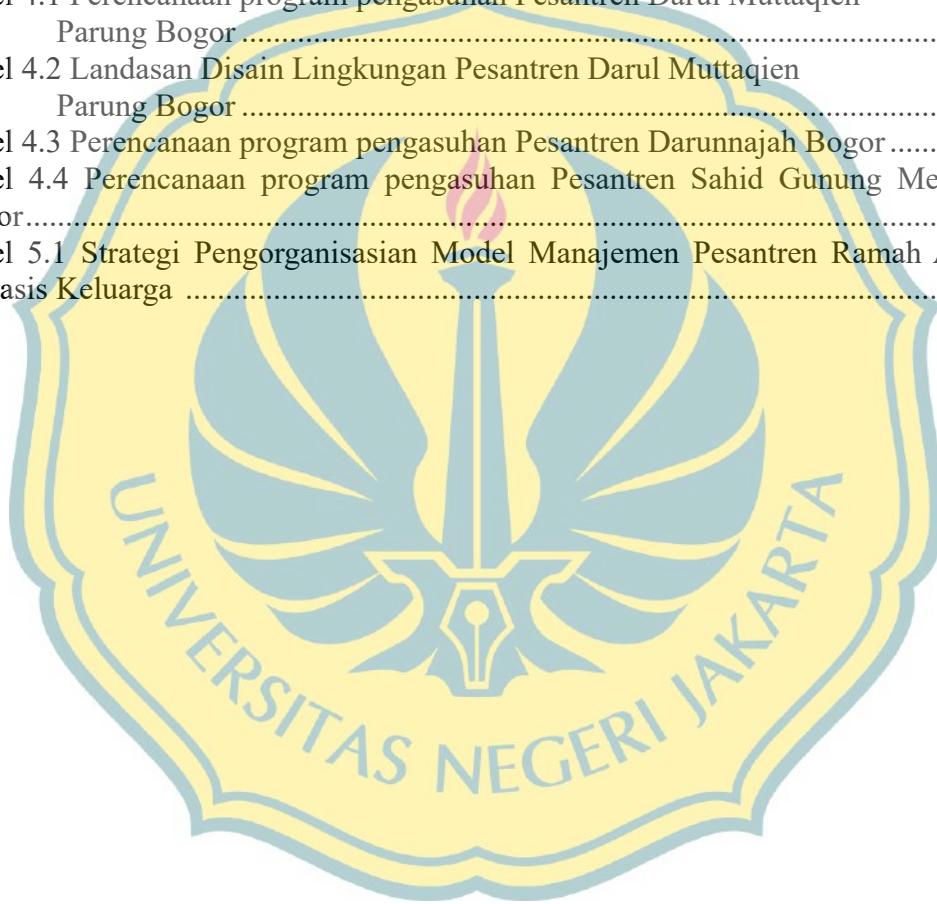 el 4.1 Perencanaan program pengasuhan Pesantren Darul Muttaqien
Parung Bogor ...............................................................................................
el 4.2 Landasan Disain Lingkungan Pesantren Darul Muttaqien
Parung Bogor ...............................................................................................
el 4.3 Perencanaan program pengasuhan Pesantren Darunnajah Bogor ......
el 4.4 Perencanaan program pengasuhan Pesantren Sahid Gunung Me
or..............................................................................................................................
el 5.1 Strategi Pengorganisasian Model Manajemen Pesantren Ramah A
asis Keluarga ......................................................................................................
UNIVERSITAS NEGERI JAKARTA